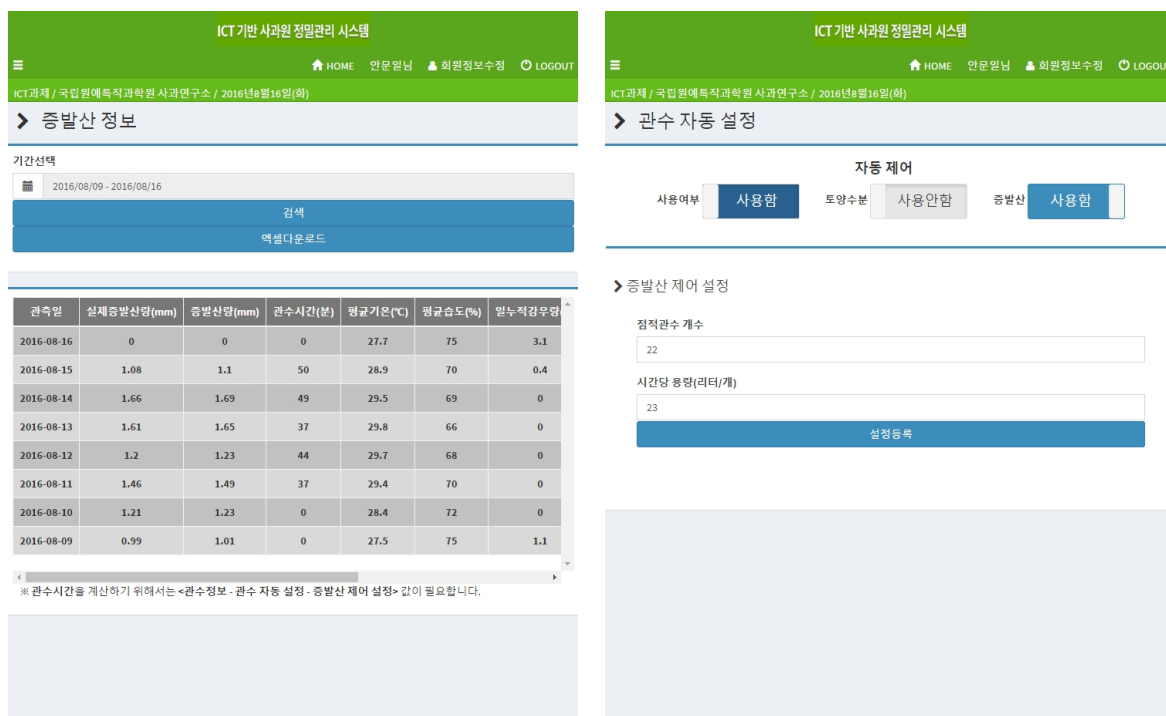 ICT 기반 사과원 정밀관리 시스템
HOME 안문일님 회원정보수정 LOGOUT
ICT과제 / 국립원예특작과학원 사과연구소 / 2016년8월16일(화)
증발산 정보
기간선택
2016/08/09 - 2016/08/16
검색
엑셀다운로드
관측일 실제증발산량(mm) 증발산량(mm) 관수시간(분) 평균기온(℃) 평균습도(%) 일누적강우량(
2016-08-16 0 0 0 27.7 75 3.1
2016-08-15 1.08 1.1 50 28.9 70 0.4
2016-08-14 1.66 1.69 49 29.5 69 0
2016-08-13 1.61 1.65 37 29.8 66 0
2016-08-12 1.2 1.23 44 29.7 68 0
2016-08-11 1.46 1.49 37 29.4 70 0
2016-08-10 1.21 1.23 0 28.4 72 0
2016-08-09 0.99 1.01 0 27.5 75 1.1
※ 관수시간을 계산하기 위해서는 <관수정보 - 관수 자동 설정 - 증발산 제어 설정> 값이 필요합니다.
ICT 기반 사과원 정밀관리 시스템
HOME 안문일님 회원정보수정 LOGOU
ICT과제 / 국립원예특작과학원 사과연구소 / 2016년8월16일(화)
관수 자동 설정
자동 제어
사용여부 사용함 토양수분 사용안함 증발산 사용함
증발산 제어 설정
점적관수 개수
22
시간당 용량(리터/개)
23
설정등록